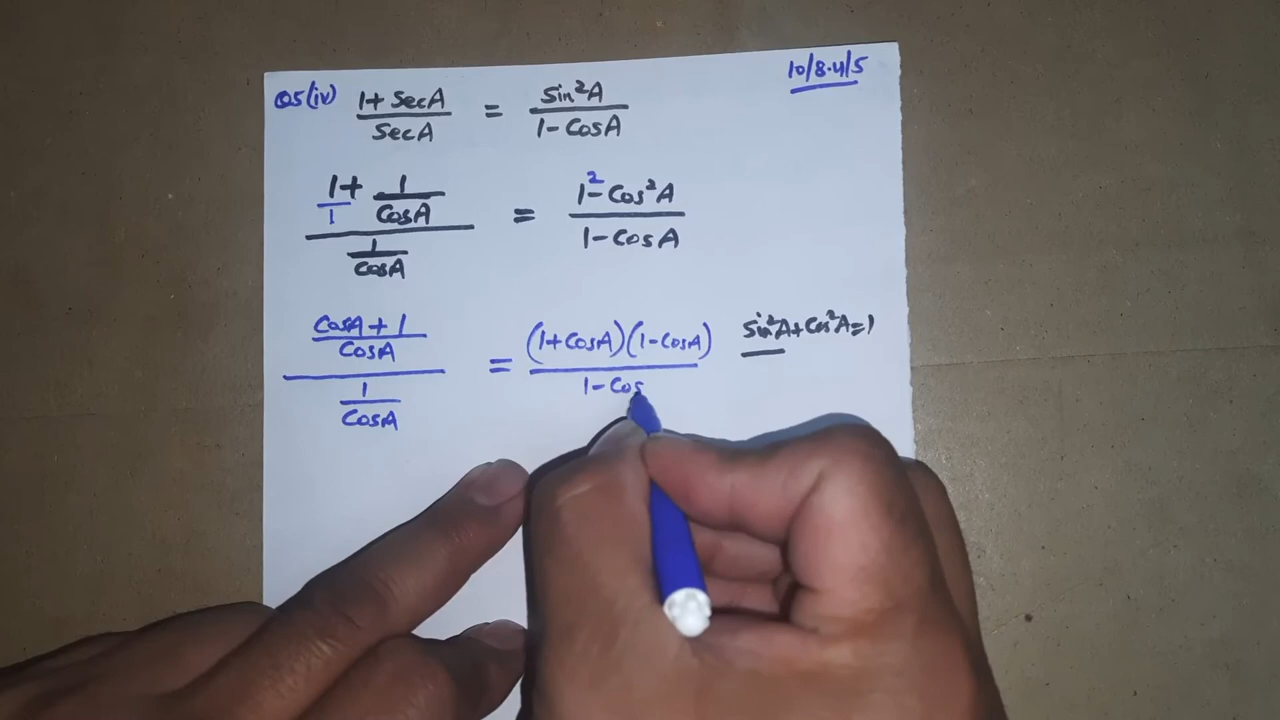 Q5(iv) 1+SecA/SecA = Sin²A/1-CosA 10/8.4/5
1/1 + 1/CosA / 1/CosA = 1²-Cos²A/1-CosA
CosA+1/CosA / 1/CosA = (1+CosA)(1-CosA)/1-Cos Sin²A+Cos²A=1